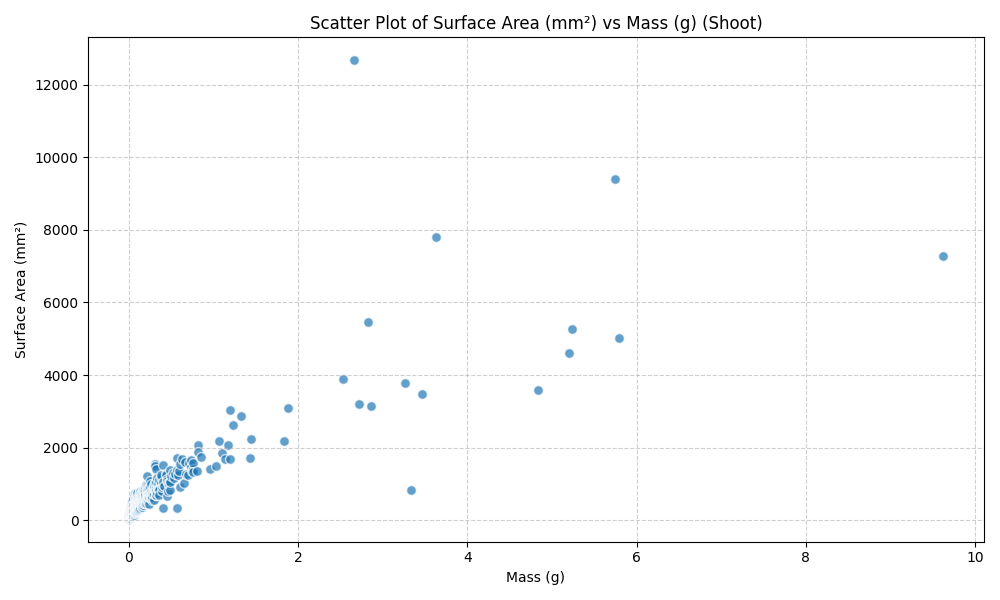 Scatter Plot of Surface Area (mm²) vs Mass (g) (Shoot)
Surface Area (mm²)
12000
10000
8000
6000
4000
2000
0
0 2 4 6 8 10
Mass (g)